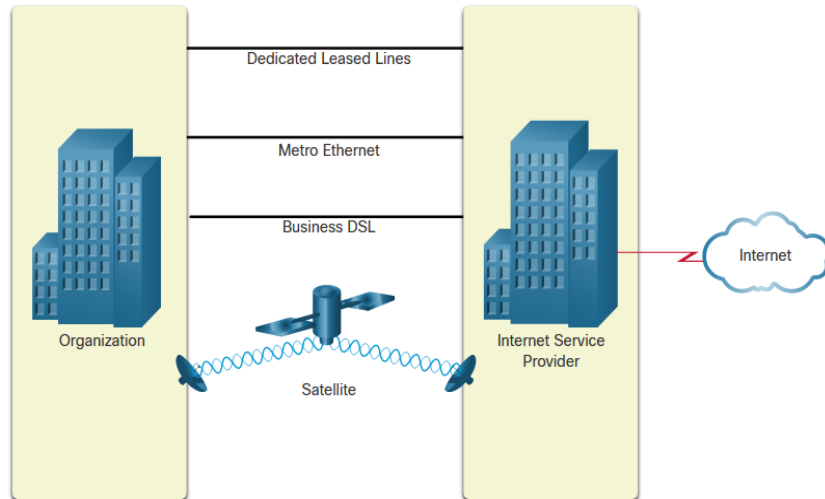 Dedicated Leased Lines
Metro Ethernet
Business DSL
Organization
Satellite
Internet Service
Provider
Internet